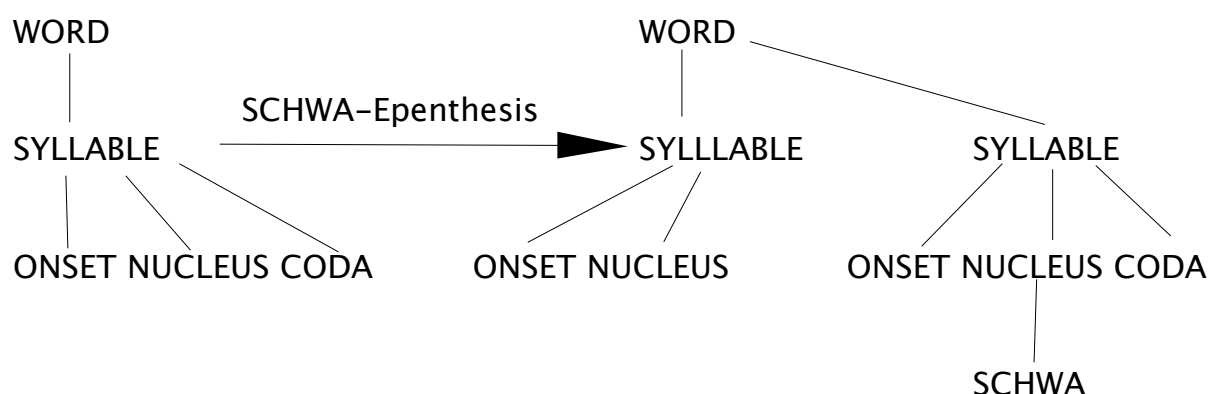 WORD WORD
SCHWA-Epenthesis
SYLLABLE SYLLLABLE SYLLABLE
ONSET NUCLEUS CODA ONSET NUCLEUS ONSET NUCLEUS CODA
SCHWA